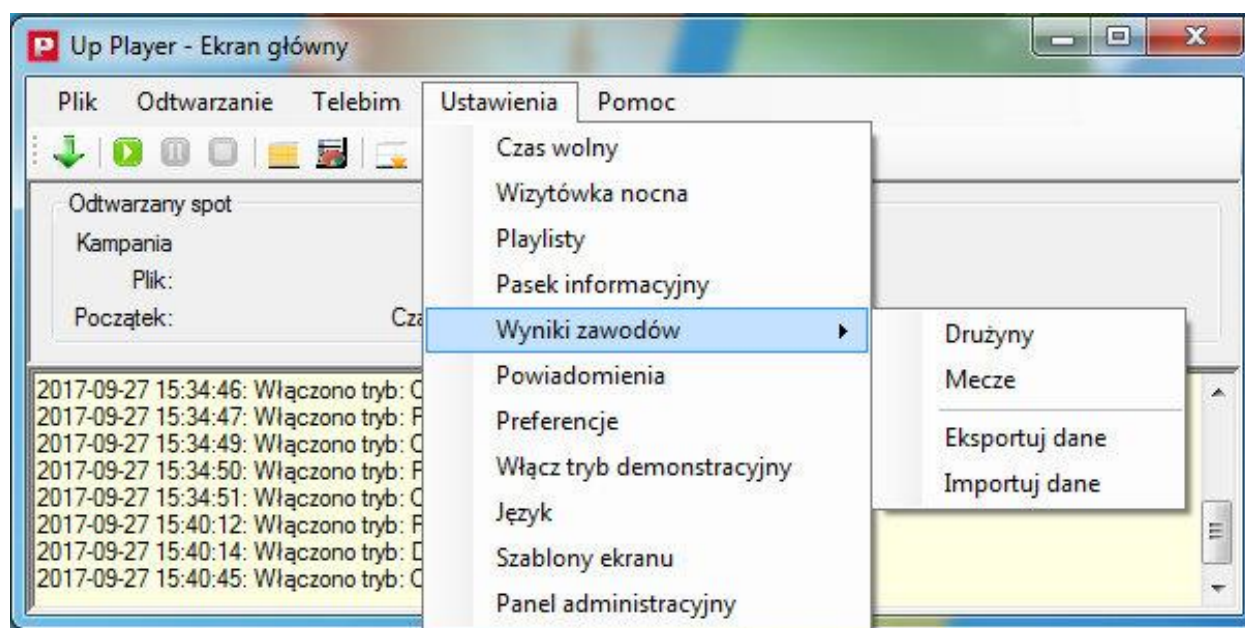 Up Player - Ekran główny
Plik Odtwarzanie Telebim Ustawienia Pomoc
Odtwarzany spot
Kampania
Plik:
Początek:
Czas wolny
Wizytówka nocna
Playlisty
Pasek informacyjny
Wyniki zawodów
Powiadomienia
Preferencje
Włącz tryb demonstracyjny
Język
Szablony ekranu
Panel administracyjny
Drużyny
Mecze
Eksportuj dane
Importuj dane
2017-09-27 15:34:46: Włączono tryb:
2017-09-27 15:34:47: Włączono tryb:
2017-09-27 15:34:49: Włączono tryb:
2017-09-27 15:34:50: Włączono tryb:
2017-09-27 15:34:51: Włączono tryb:
2017-09-27 15:40:12: Włączono tryb:
2017-09-27 15:40:14: Włączono tryb:
2017-09-27 15:40:45: Włączono tryb: